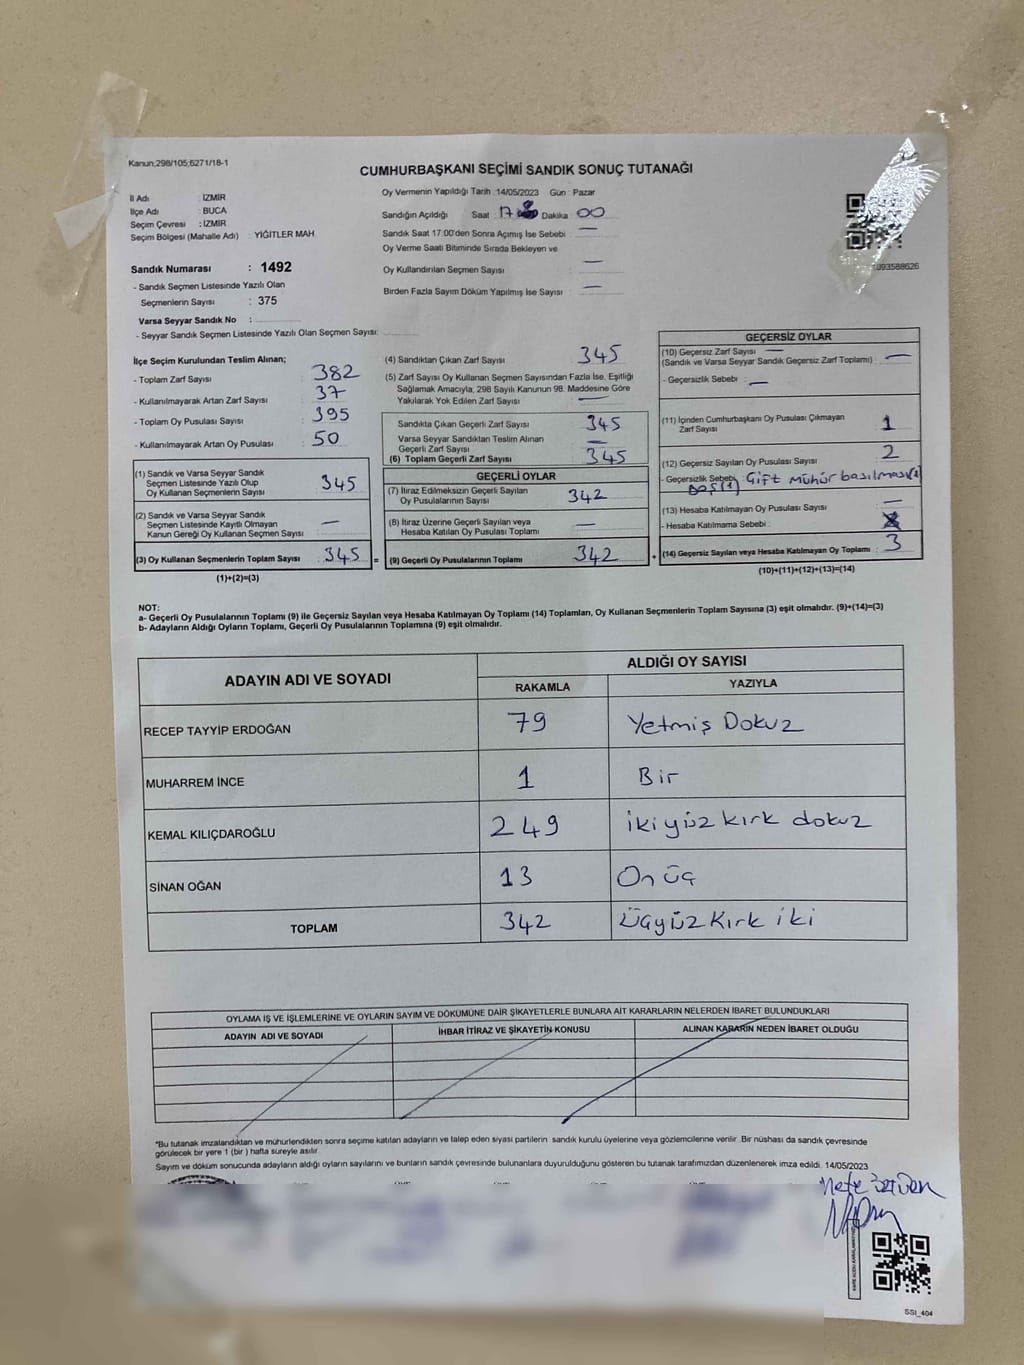 Kanun;298/105;6271/18-1
CUMHURBAŞKANI SEÇİMİ SANDIK SONUÇ TUTANAĞI
İl Adı : İZMİR
İlçe Adı : BUCA
Seçim Çevresi : İZMİR
Seçim Bölgesi (Mahalle Adı) : YİĞİTLER MAH.
Sandık Numarası : 1492
- Sandık Seçmen Listesinde Yazılı Olan
Seçmenlerin Sayısı : 375
Varsa Seyyar Sandık No :
- Seyyar Sandık Seçmen Listesinde Yazılı Olan Seçmen Sayısı:
Oy Vermenin Yapıldığı Tarih :14/05/2023 Gün : Pazar
Sandığın Açıldığı Saat : 17 Dakika : 00
Sandık Saat 17:00'den Sonra Açımış İse Sebebi : —
Oy Verme Saati Bitiminde Sırada Bekleyen ve
Oy Kullandırılan Seçmen Sayısı : —
Birden Fazla Sayım Döküm Yapılmış İse Sayısı : —
İlçe Seçim Kurulundan Teslim Alınan;
- Toplam Zarf Sayısı : 382
- Kullanılmayarak Artan Zarf Sayısı : 37
- Toplam Oy Pusulası Sayısı : 395
- Kullanılmayarak Artan Oy Pusulası : 50
(1) Sandık ve Varsa Seyyar Sandık
Seçmen Listesinde Yazılı Olup
Oy Kullanan Seçmenlerin Sayısı : 345
(2) Sandık ve Varsa Seyyar Sandık
Seçmen Listesinde Kayıtlı Olmayan
Kanun Gereği Oy Kullanan Seçmen Sayısı : —
(3) Oy Kullanan Seçmenlerin Toplam Sayısı : 345 =
(1)+(2)=(3)
(4) Sandıktan Çıkan Zarf Sayısı : 345
(5) Zarf Sayısı Oy Kullanan Seçmen Sayısından Fazla İse, Eşitliği
Sağlamak Amacıyla; 298 Sayılı Kanunun 98. Maddesine Göre
Yakılarak Yok Edilen Zarf Sayısı : —
Sandıkta Çıkan Geçerli Zarf Sayısı : 345
Varsa Seyyar Sandıktan Teslim Alınan
Geçerli Zarf Sayısı : —
(6) Toplam Geçerli Zarf Sayısı : 345
GEÇERLİ OYLAR
(7) İtiraz Edilmeksizin Geçerli Sayılan
Oy Pusulalarının Sayısı : 342
(8) İtiraz Üzerine Geçerli Sayılan veya
Hesaba Katılan Oy Pusulası Toplamı : —
(9) Geçerli Oy Pusulalarının Toplamı : 342 +
GEÇERSİZ OYLAR
(10) Geçersiz Zarf Sayısı —
(Sandık ve Varsa Seyyar Sandık Geçersiz Zarf Toplamı) : —
- Geçersizlik Sebebi : —
(11) İçinden Cumhurbaşkanı Oy Pusulası Çıkmayan
Zarf Sayısı : 1
(12) Geçersiz Sayılan Oy Pusulası Sayısı : 2
- Geçersizlik Sebebi : Boş(1) Çift mühür basılması(1)
(13) Hesaba Katılmayan Oy Pusulası Sayısı : —
- Hesaba Katılmama Sebebi :
(14) Geçersiz Sayılan veya Hesaba Katılmayan Oy Toplamı : 3
(10)+(11)+(12)+(13)=(14)
NOT:
a- Geçerli Oy Pusulalarının Toplamı (9) ile Geçersiz Sayılan veya Hesaba Katılmayan Oy Toplamı (14) Toplamları, Oy Kullanan Seçmenlerin Toplam Sayısına (3) eşit olmalıdır. (9)+(14)=(3)
b- Adayların Aldığı Oyların Toplamı, Geçerli Oy Pusulalarının Toplamına (9) eşit olmalıdır.
ADAYIN ADI VE SOYADI ALDIĞI OY SAYISI
RAKAMLA YAZIYLA
RECEP TAYYİP ERDOĞAN 79 Yetmiş Dokuz
MUHARREM İNCE 1 Bir
KEMAL KILIÇDAROĞLU 249 ikiyüz kırk dokuz
SİNAN OĞAN 13 On üç
TOPLAM 342 Üçyüz Kırk iki
OYLAMA İŞ VE İŞLEMLERİNE VE OYLARIN SAYIM VE DÖKÜMÜNE DAİR ŞİKAYETLERLE BUNLARA AİT KARARLARIN NELERDEN İBARET BULUNDUKLARI
ADAYIN ADI VE SOYADI İHBAR İTİRAZ VE ŞİKAYETİN KONUSU ALINAN KARARIN NEDEN İBARET OLDUĞU
*Bu tutanak imzalandıktan ve mühürlendikten sonra seçime katılan adayların ve talep eden siyasi partilerin sandık kurulu üyelerine veya gözlemcilerine verilir. Bir nüshası da sandık çevresinde
görülecek bir yere 1 (bir ) hafta süreyle asılır.
Sayım ve döküm sonucunda adayların aldığı oyların sayılarını ve bunların sandık çevresinde bulunanlara duyurulduğunu gösteren bu tutanak tarafımızdan düzenlenerek imza edildi. 14/05/2023
SSI_404